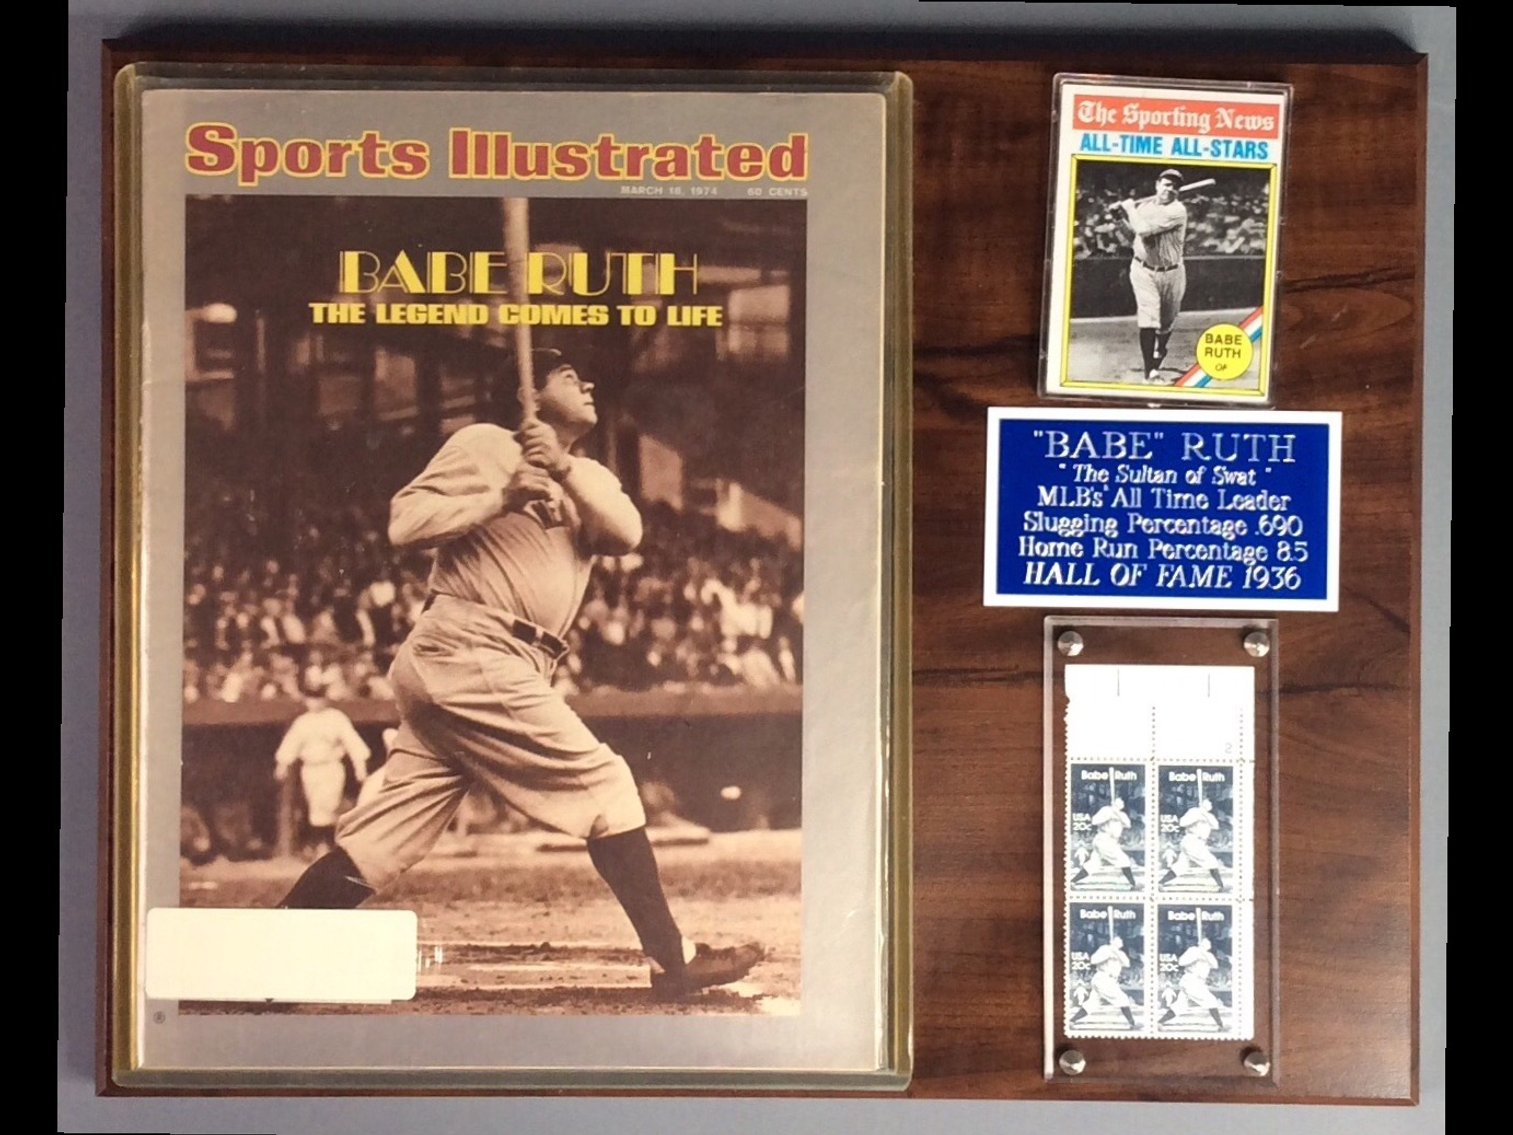 Sports Illustrated
MARCH 18, 1974 60 CENTS
BABE RUTH
THE LEGEND COMES TO LIFE
The Sporting News
ALL-TIME ALL-STARS
BABE
RUTH
OF
"BABE" RUTH
"The Sultan of Swat"
MLB's All Time Leader
Slugging Percentage .690
Home Run Percentage 8.5
HALL OF FAME 1936
2
Babe Ruth
USA
20c
Babe Ruth
USA
20c
Babe Ruth
USA
20c
Babe Ruth
USA
20c